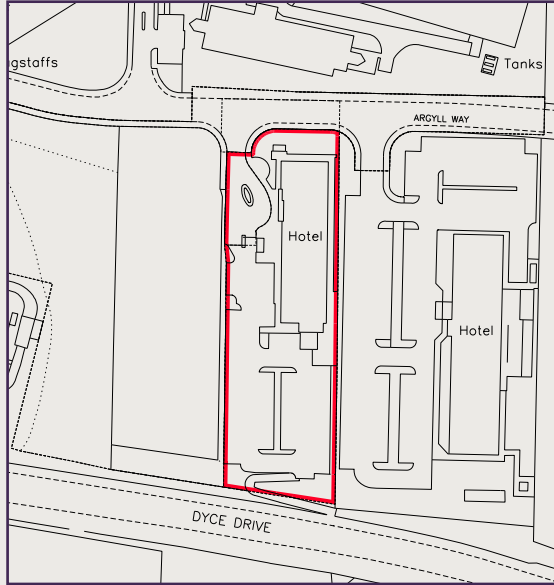 gstaffs
Tanks
ARGYLL WAY
Hotel
Hotel
DYCE DRIVE